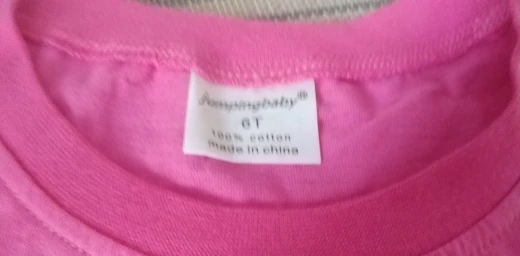 Jumpingbaby®
6T
100% cotton
made in china